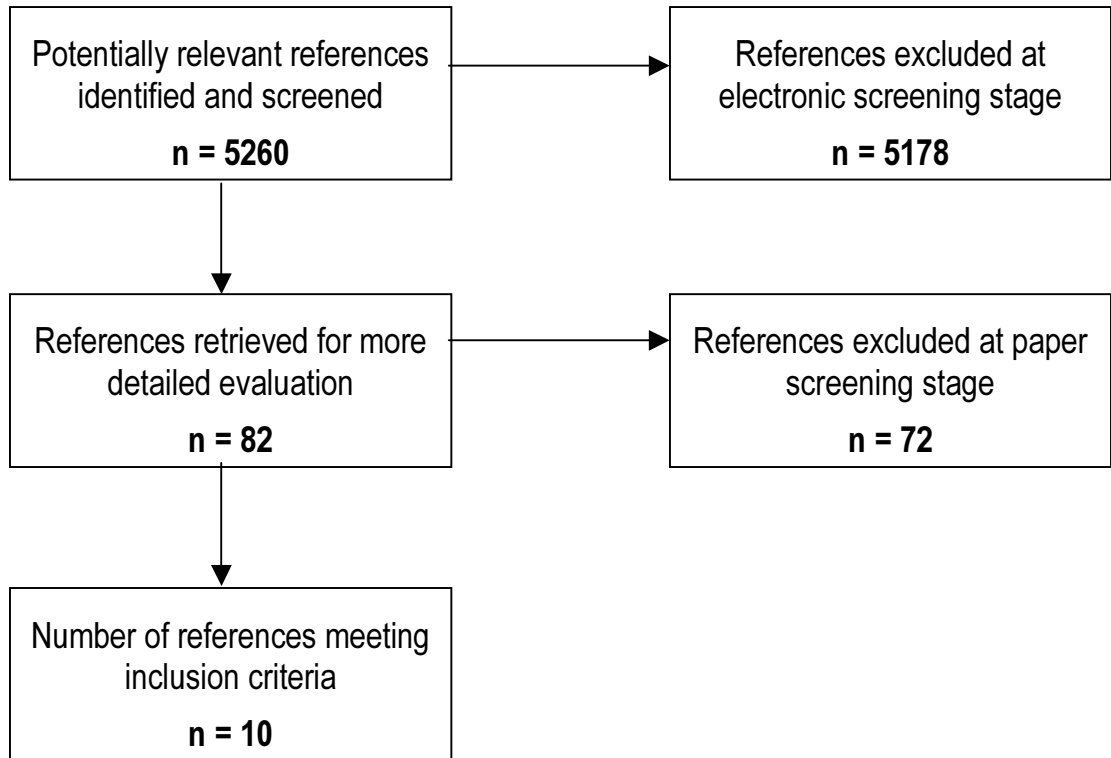 Potentially relevant references
identified and screened
n = 5260
References excluded at
electronic screening stage
n = 5178
References retrieved for more
detailed evaluation
n = 82
References excluded at paper
screening stage
n = 72
Number of references meeting
inclusion criteria
n = 10